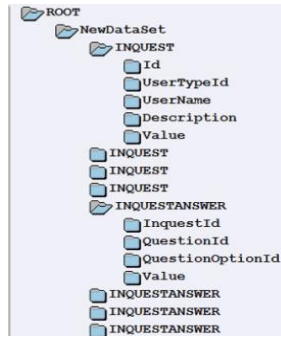 ROOT
NewDataSet
INQUEST
Id
UserTypeId
UserName
Description
Value
INQUEST
INQUEST
INQUEST
INQUESTANSWER
InquestId
QuestionId
QuestionOptionId
Value
INQUESTANSWER
INQUESTANSWER
INQUESTANSWER